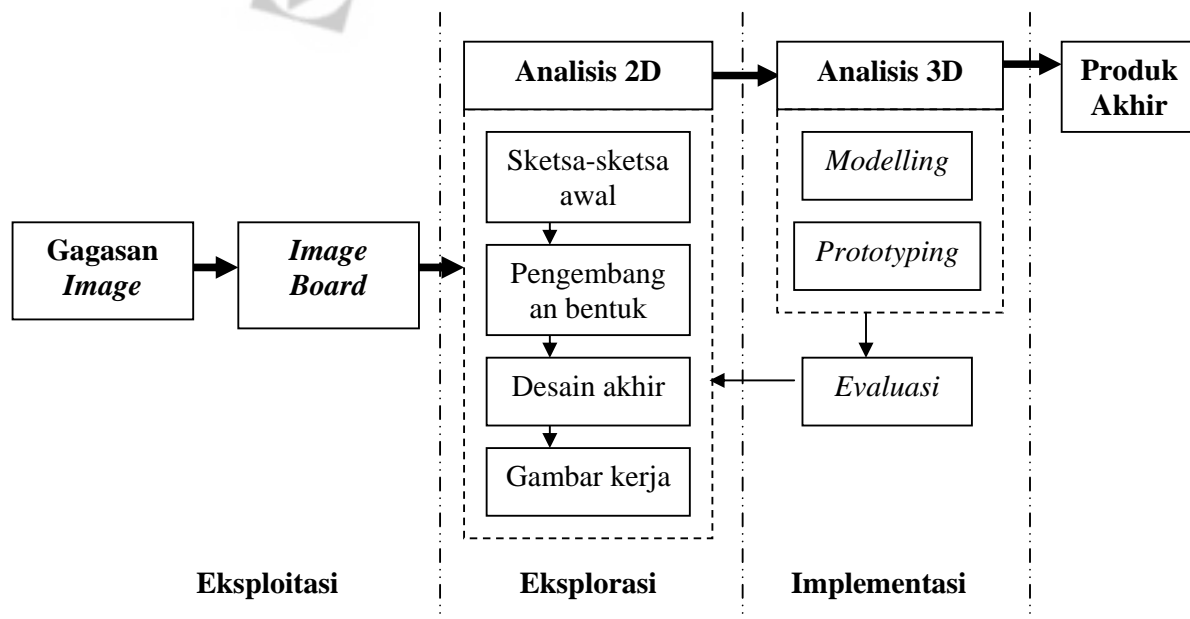 Gagasan
Image
Image
Board
Analisis 2D
Sketsa-sketsa
awal
Pengembang
an bentuk
Desain akhir
Gambar kerja
Analisis 3D
Modelling
Prototyping
Evaluasi
Produk
Akhir
Eksploitasi
Eksplorasi
Implementasi